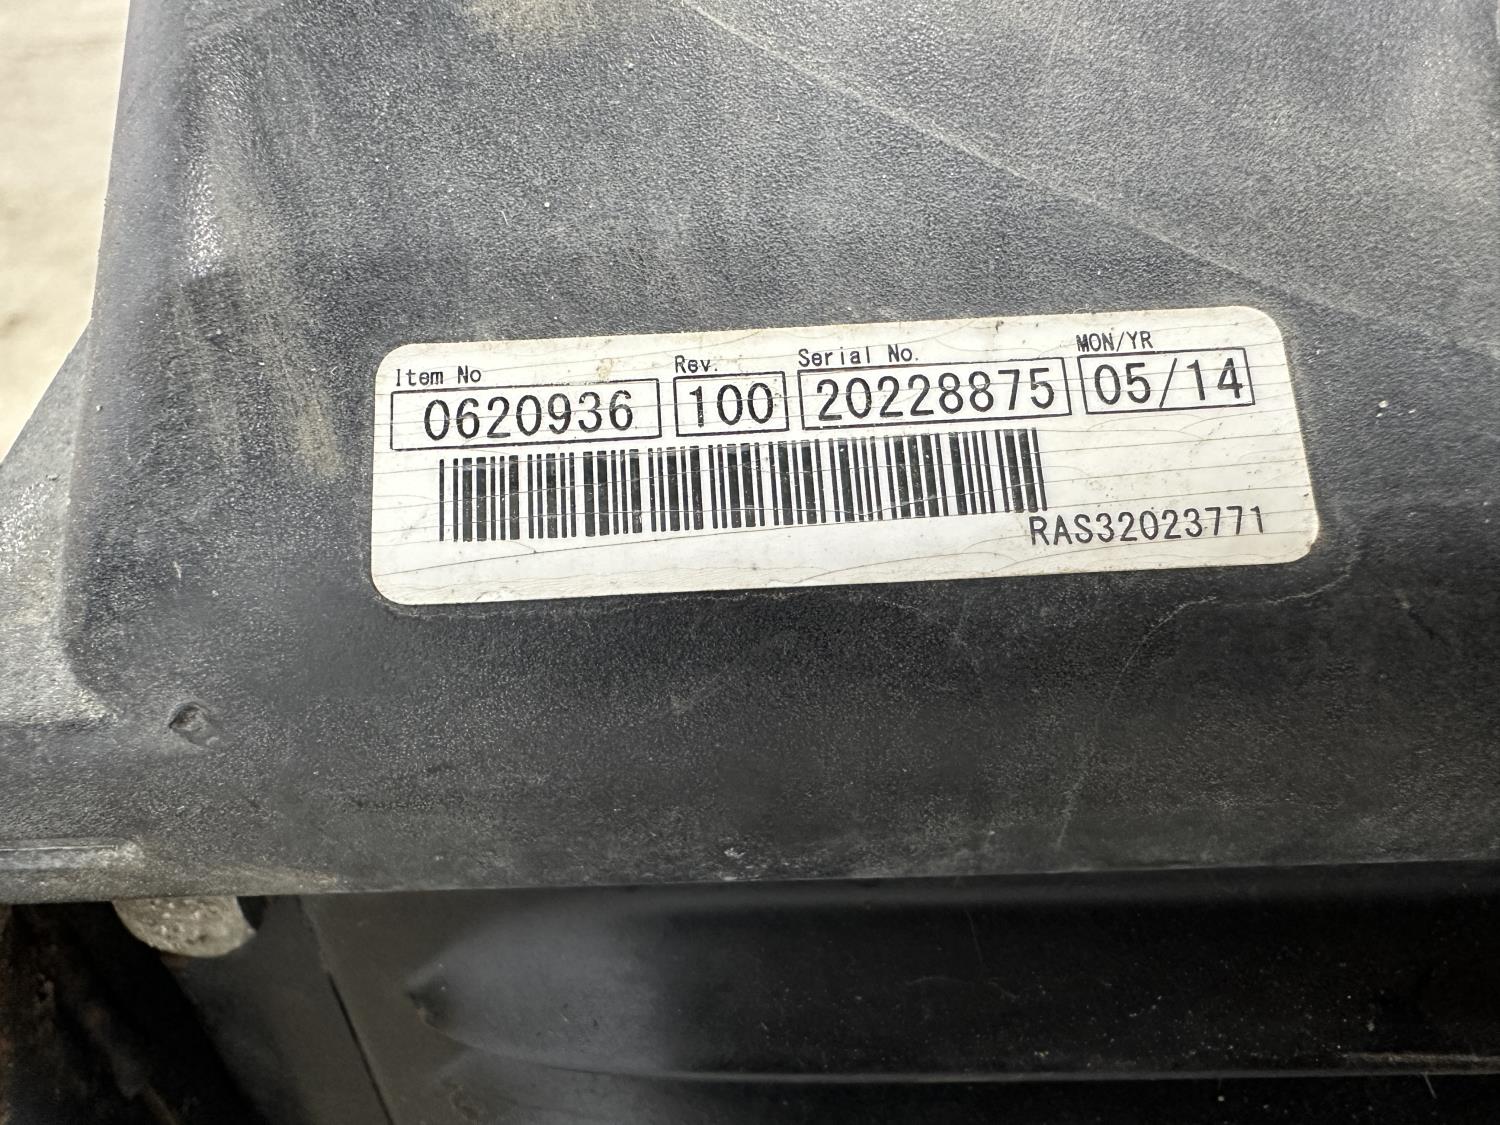 Item No Rev. Serial No. MON/YR
0620936 100 20228875 05/14
RAS32023771